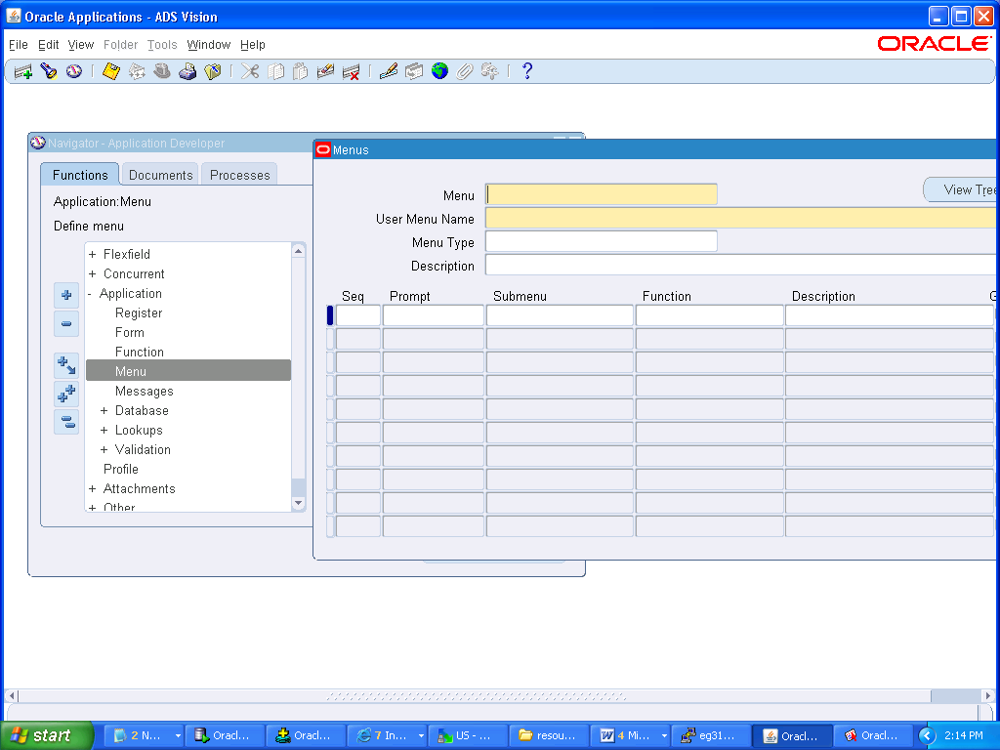 Oracle Applications - ADS Vision
File Edit View Folder Tools Window Help
ORACLE
?
Navigator - Application Developer
Functions Documents Processes
Application:Menu
Define menu
+ Flexfield
+ Concurrent
- Application
Register
Form
Function
Menu
Messages
+ Database
+ Lookups
+ Validation
Profile
+ Attachments
+ Other
Menus
Menu
View Tree
User Menu Name
Menu Type
Description
Seq Prompt Submenu Function Description G
start 2 N... Oracl... Oracl... 7 In... US - ... resou... 4 Mi... eg31... Oracl... Oracl... 2:14 PM